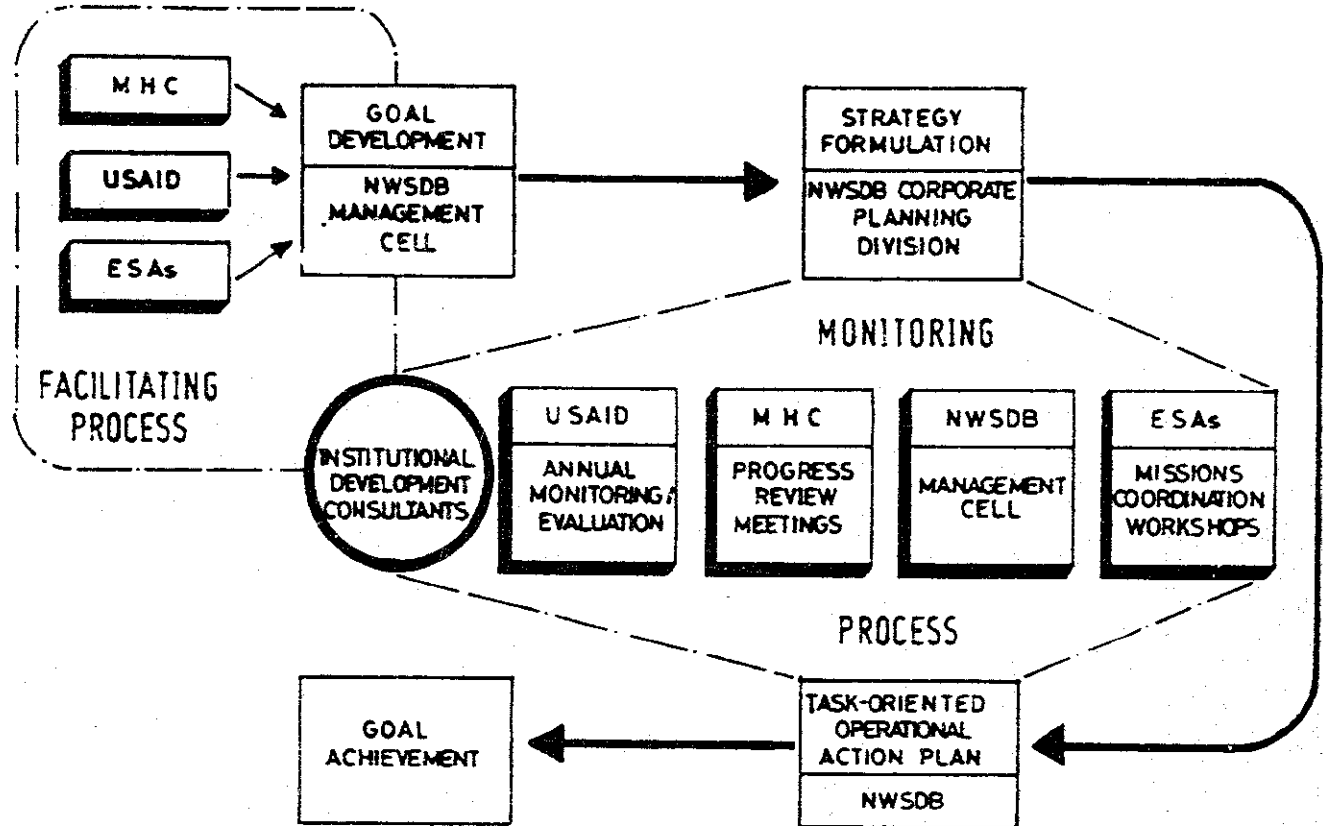 M H C
USAID
ESAs
GOAL
DEVELOPMENT
NWSDB
MANAGEMENT
CELL
STRATEGY
FORMULATION
NWSDB CORPORATE
PLANNING
DIVISION
FACILITATING
PROCESS
MONITORING
INSTITUTIONAL
DEVELOPMENT
CONSULTANTS
USAID
ANNUAL
MONITORING/
EVALUATION
M H C
PROGRESS
REVIEW
MEETINGS
NWSDB
MANAGEMENT
CELL
ESAs
MISSIONS
COORDINATION
WORKSHOPS
PROCESS
GOAL
ACHIEVEMENT
TASK-ORIENTED
OPERATIONAL
ACTION PLAN
NWSDB